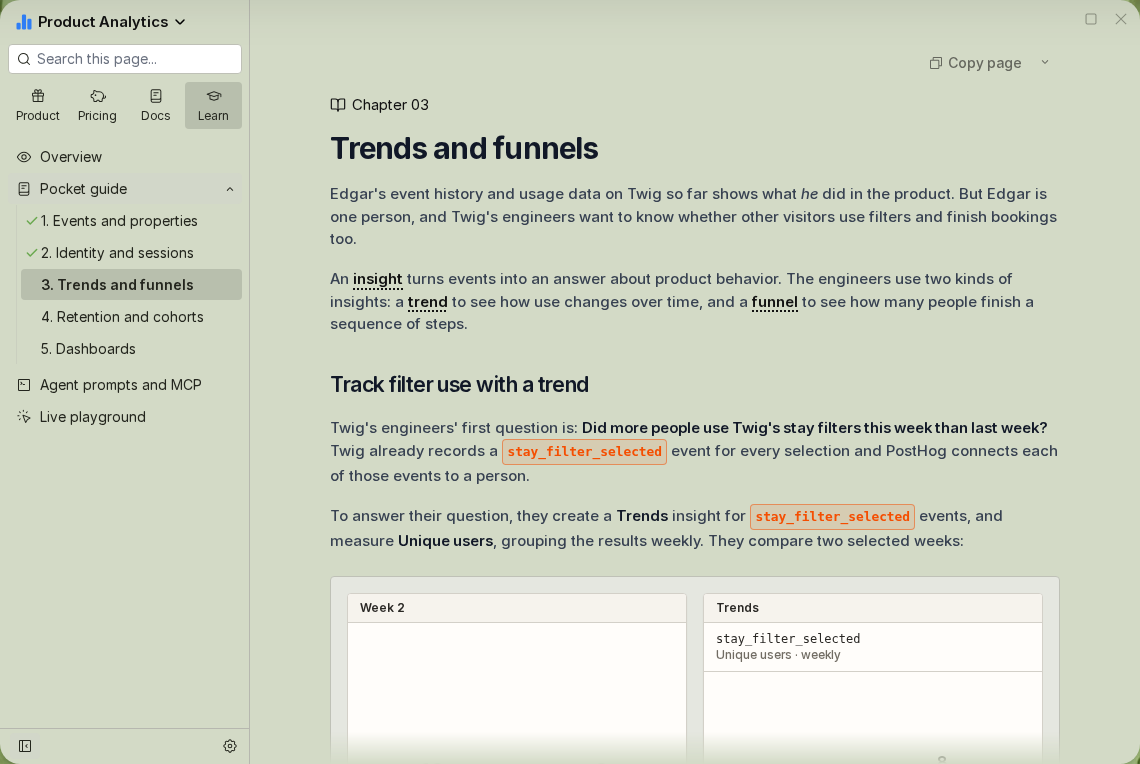 Product Analytics
Search this page...
Product
Pricing
Docs
Learn
Overview
Pocket guide
1. Events and properties
2. Identity and sessions
3. Trends and funnels
4. Retention and cohorts
5. Dashboards
Agent prompts and MCP
Live playground
Copy page
Chapter 03
Trends and funnels
Edgar's event history and usage data on Twig so far shows what he did in the product. But Edgar is
one person, and Twig's engineers want to know whether other visitors use filters and finish bookings
too.
An insight turns events into an answer about product behavior. The engineers use two kinds of
insights: a trend to see how use changes over time, and a funnel to see how many people finish a
sequence of steps.
Track filter use with a trend
Twig's engineers' first question is: Did more people use Twig's stay filters this week than last week?
Twig already records a stay_filter_selected event for every selection and PostHog connects each
of those events to a person.
To answer their question, they create a Trends insight for stay_filter_selected events, and
measure Unique users, grouping the results weekly. They compare two selected weeks:
Week 2
Trends
stay_filter_selected
Unique users · weekly